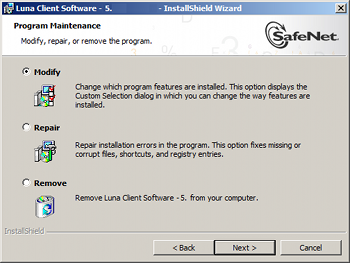 Luna Client Software - 5. - InstallShield Wizard
Program Maintenance
Modify, repair, or remove the program.
SafeNet
Modify
Change which program features are installed. This option displays the
Custom Selection dialog in which you can change the way features are
installed.
Repair
Repair installation errors in the program. This option fixes missing or
corrupt files, shortcuts, and registry entries.
Remove
Remove Luna Client Software - 5. from your computer.
InstallShield
< Back
Next >
Cancel